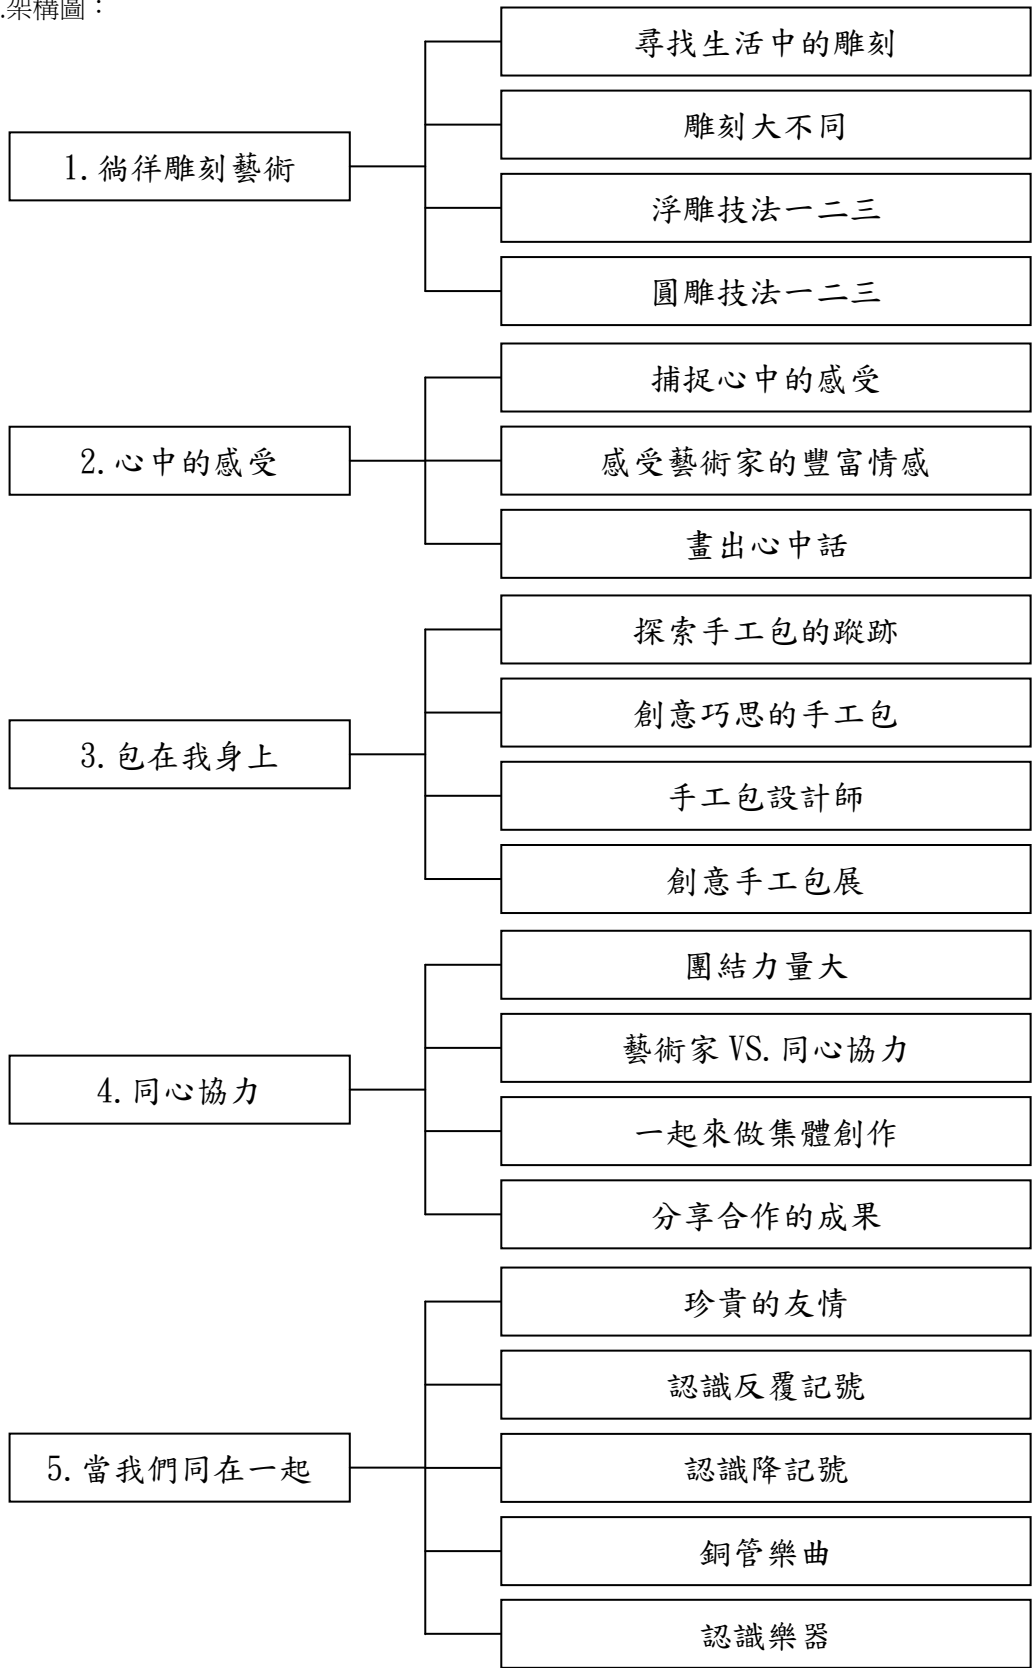 .架構圖：
1.徜徉雕刻藝術
尋找生活中的雕刻
雕刻大不同
浮雕技法一二三
圓雕技法一二三
2.心中的感受
捕捉心中的感受
感受藝術家的豐富情感
畫出心中話
3.包在我身上
探索手工包的蹤跡
創意巧思的手工包
手工包設計師
創意手工包展
4.同心協力
團結力量大
藝術家 VS.同心協力
一起來做集體創作
分享合作的成果
5.當我們同在一起
珍貴的友情
認識反覆記號
認識降記號
銅管樂曲
認識樂器